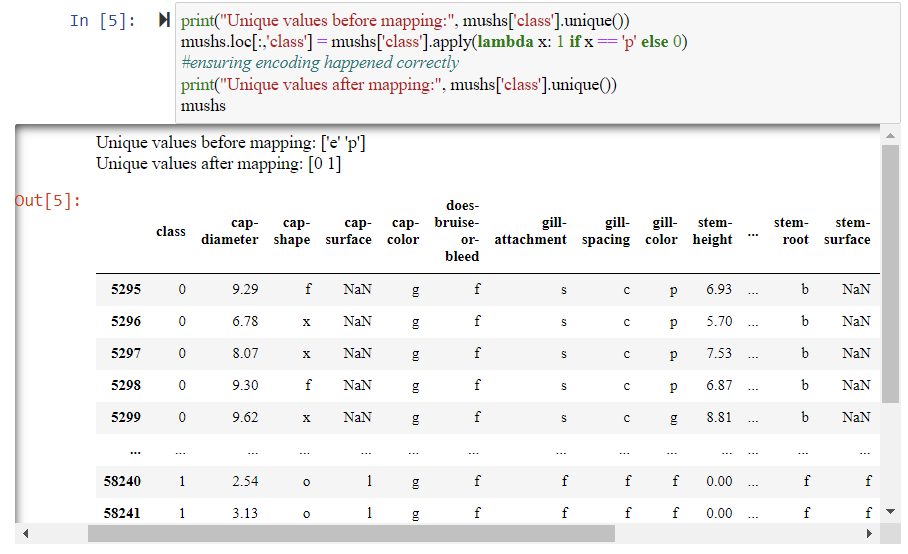 In [5]:
print("Unique values before mapping:", mushs['class'].unique())
mushs.loc[:,'class'] = mushs['class'].apply(lambda x: 1 if x == 'p' else 0)
#ensuring encoding happened correctly
print("Unique values after mapping:", mushs['class'].unique())
mushs
Unique values before mapping: ['e' 'p']
Unique values after mapping: [0 1]
Out[5]:
class cap-diameter cap-shape cap-surface cap-color does-bruise-or-bleed gill-attachment gill-spacing gill-color stem-height ... stem-root stem-surface
5295 0 9.29 f NaN g f s c p 6.93 ... b NaN
5296 0 6.78 x NaN g f s c p 5.70 ... b NaN
5297 0 8.07 x NaN g f s c p 7.53 ... b NaN
5298 0 9.30 f NaN g f s c p 6.87 ... b NaN
5299 0 9.62 x NaN g f s c g 8.81 ... b NaN
... ... ... ... ... ... ... ... ... ... ... ... ... ...
58240 1 2.54 o l g f f f f 0.00 ... f f
58241 1 3.13 o l g f f f f 0.00 ... f f